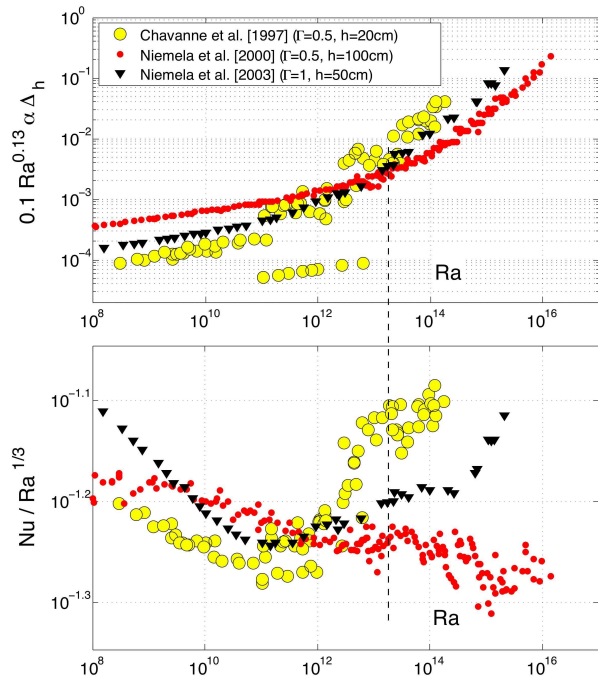 Chavanne et al. [1997] (Γ=0.5, h=20cm)
Niemela et al. [2000] (Γ=0.5, h=100cm)
Niemela et al. [2003] (Γ=1, h=50cm)
10^0
10^-1
10^-2
10^-3
10^-4
0.1 Ra^0.13 α Δ_h
Ra
10^8 10^10 10^12 10^14 10^16
10^-1.1
10^-1.2
10^-1.3
Nu / Ra^1/3
Ra
10^8 10^10 10^12 10^14 10^16